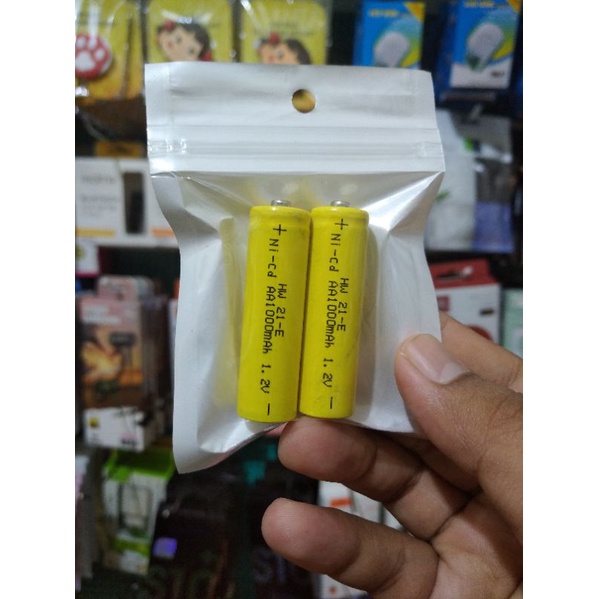 + Ni-Cd HW 21-E
AA1000mAh 1.2V -
+ Ni-Cd HW 21-E
AA1000mAh 1.2V -